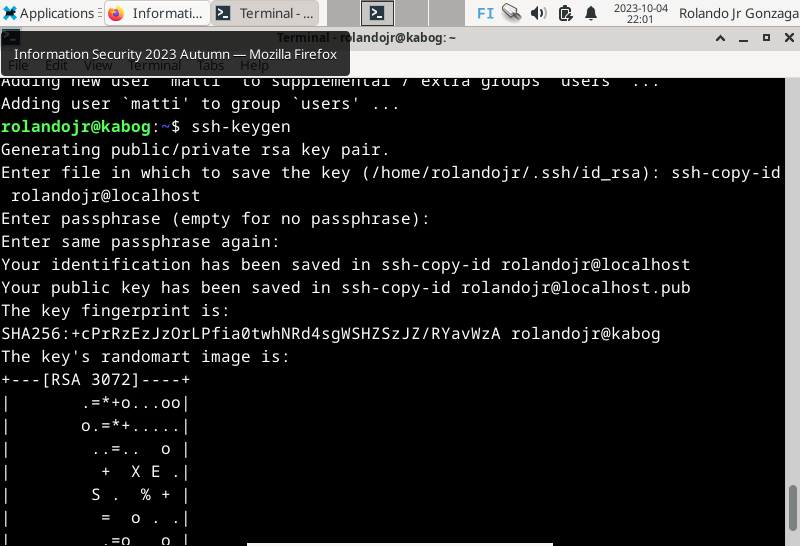 Applications
Informati...
Terminal - ...
FI
2023-10-04
22:01
Rolando Jr Gonzaga
Terminal - rolandojr@kabog: ~
Information Security 2023 Autumn — Mozilla Firefox
File Edit View Terminal Tabs Help
Adding new user `matti' to supplemental / extra groups `users' ...
Adding user `matti' to group `users' ...
rolandojr@kabog:~$ ssh-keygen
Generating public/private rsa key pair.
Enter file in which to save the key (/home/rolandojr/.ssh/id_rsa): ssh-copy-id
 rolandojr@localhost
Enter passphrase (empty for no passphrase):
Enter same passphrase again:
Your identification has been saved in ssh-copy-id rolandojr@localhost
Your public key has been saved in ssh-copy-id rolandojr@localhost.pub
The key fingerprint is:
SHA256:+cPrRzEzJzOrLPfia0twhNRd4sgWSHZSzJZ/RYavWzA rolandojr@kabog
The key's randomart image is:
+---[RSA 3072]----+
|       .=*+o...oo|
|       o.=*+.....|
|        ..=..  o |
|         +  X E .|
|        S .  % + |
|         =  o . .|
|         .=o   o |